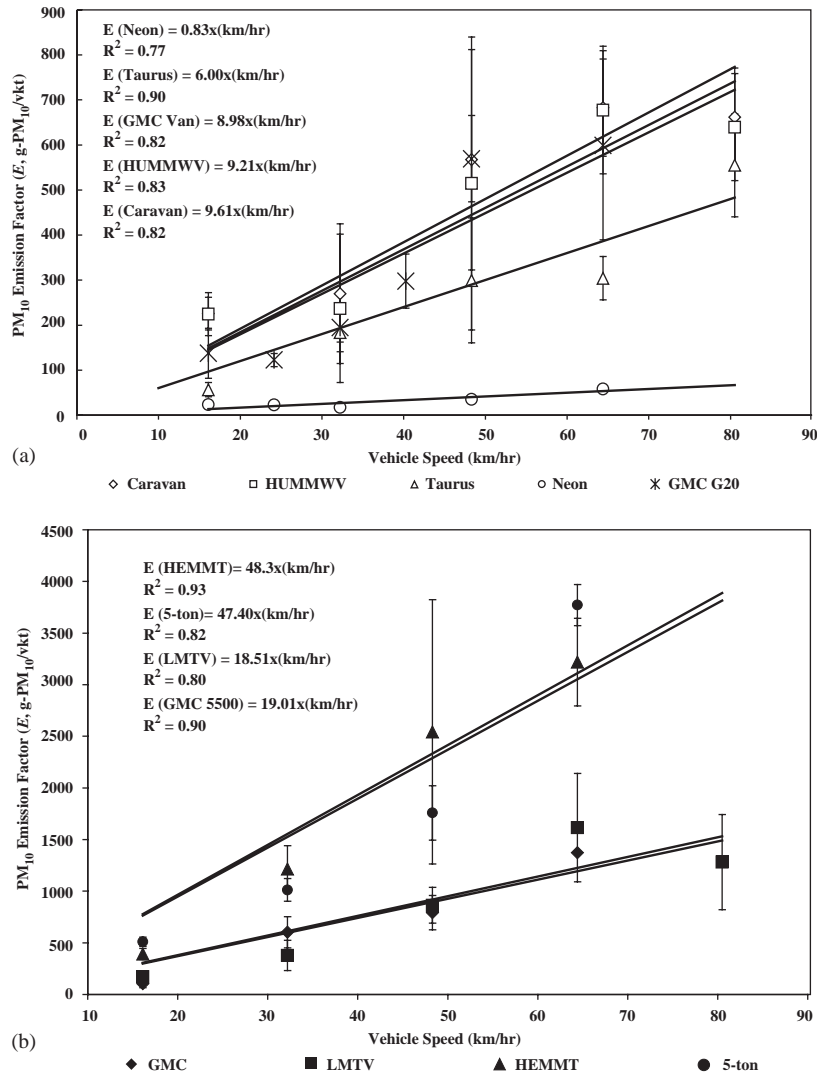 E (Neon) = 0.83x(km/hr)
R² = 0.77
E (Taurus) = 6.00x(km/hr)
R² = 0.90
E (GMC Van) = 8.98x(km/hr)
R² = 0.82
E (HUMMWV) = 9.21x(km/hr)
R² = 0.83
E (Caravan) = 9.61x(km/hr)
R² = 0.82
PM₁₀ Emission Factor (E, g-PM₁₀/vkt)
900
800
700
600
500
400
300
200
100
0
0 10 20 30 40 50 60 70 80 90
Vehicle Speed (km/hr)
(a)
Caravan HUMMWV Taurus Neon GMC G20
E (HEMMT)= 48.3x(km/hr)
R² = 0.93
E (5-ton)= 47.40x(km/hr)
R² = 0.82
E (LMTV) = 18.51x(km/hr)
R² = 0.80
E (GMC 5500) = 19.01x(km/hr)
R² = 0.90
PM₁₀ Emission Factor (E, g-PM₁₀/vkt)
4500
4000
3500
3000
2500
2000
1500
1000
500
0
10 20 30 40 50 60 70 80 90
Vehicle Speed (km/hr)
(b)
GMC LMTV HEMMT 5-ton